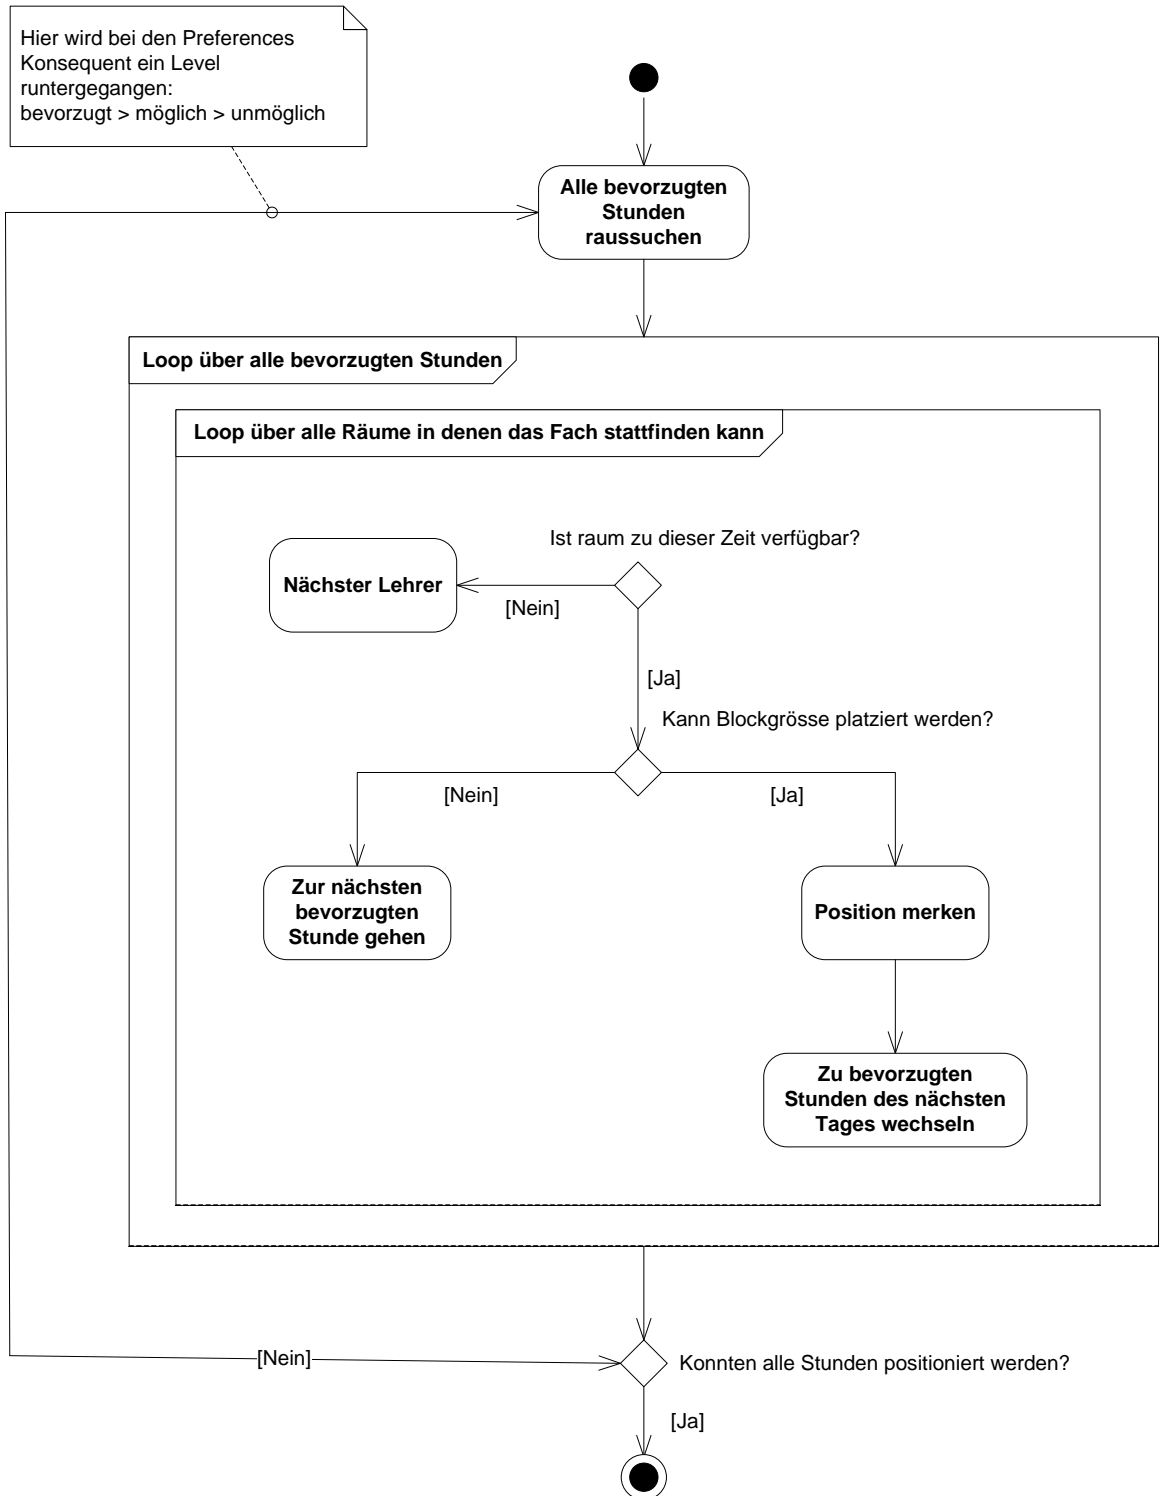 Hier wird bei den Preferences
Konsequent ein Level
runtergegangen:
bevorzugt > möglich > unmöglich
Alle bevorzugten
Stunden
raussuchen
Loop über alle bevorzugten Stunden
Loop über alle Räume in denen das Fach stattfinden kann
Ist raum zu dieser Zeit verfügbar?
Nächster Lehrer
[Nein]
[Ja]
Kann Blockgrösse platziert werden?
[Nein]
[Ja]
Zur nächsten
bevorzugten
Stunde gehen
Position merken
Zu bevorzugten
Stunden des nächsten
Tages wechseln
[Nein]
Konnten alle Stunden positioniert werden?
[Ja]